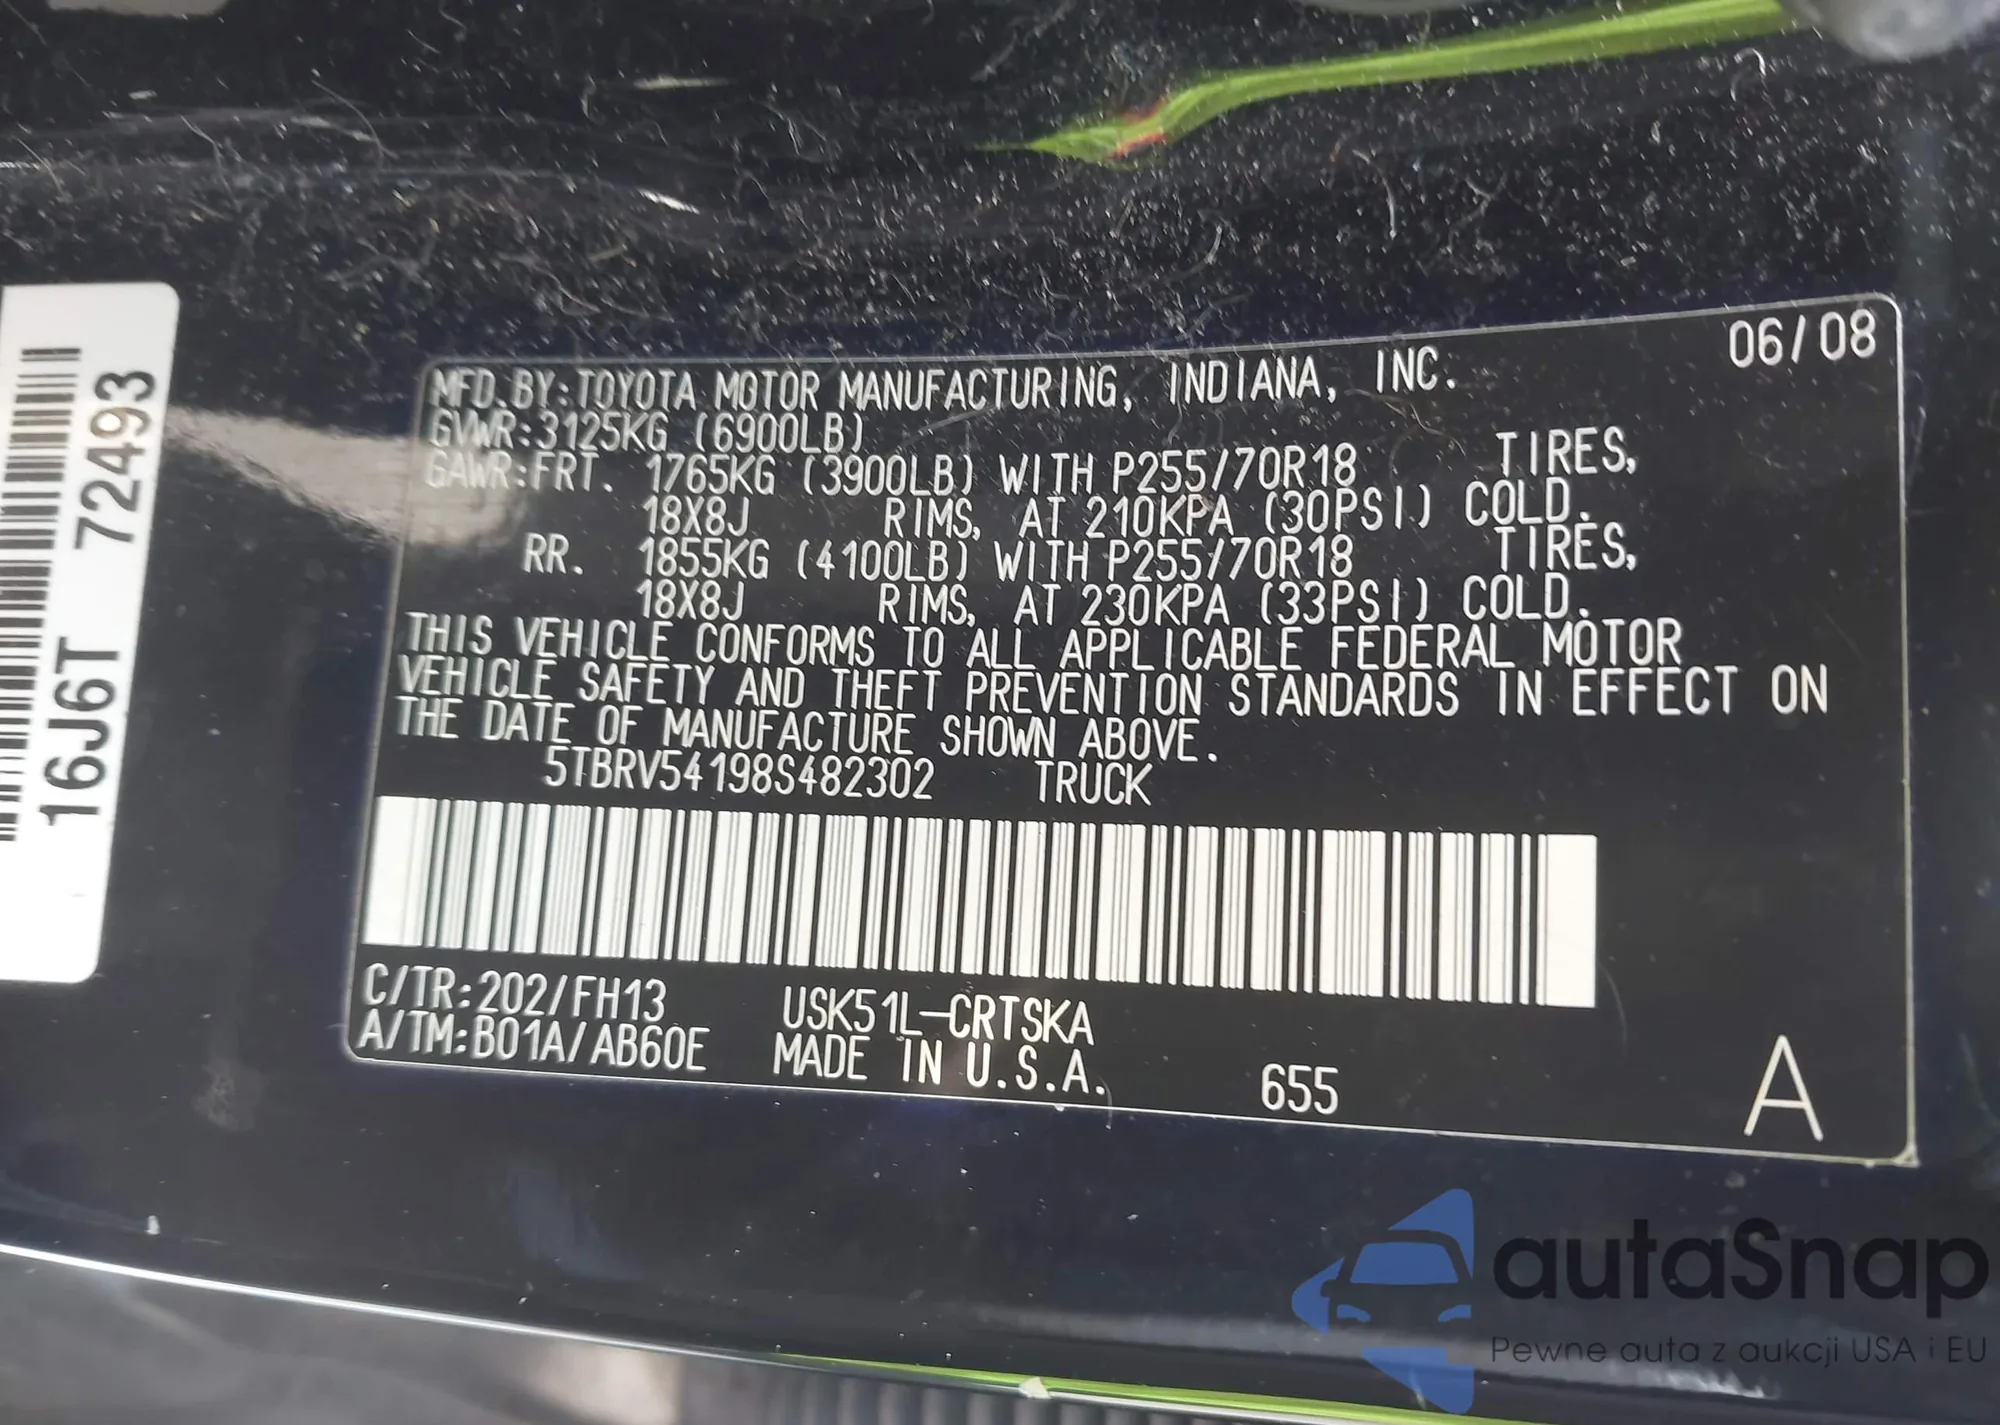 06/08
MFD.BY:TOYOTA MOTOR MANUFACTURING, INDIANA, INC.
GVWR:3125KG (6900LB)
GAWR:FRT. 1765KG (3900LB) WITH P255/70R18 TIRES,
18X8J RIMS, AT 210KPA (30PSI) COLD.
RR. 1855KG (4100LB) WITH P255/70R18 TIRES,
18X8J RIMS, AT 230KPA (33PSI) COLD.
THIS VEHICLE CONFORMS TO ALL APPLICABLE FEDERAL MOTOR
VEHICLE SAFETY AND THEFT PREVENTION STANDARDS IN EFFECT ON
THE DATE OF MANUFACTURE SHOWN ABOVE.
5TBRV54198S482302 TRUCK
C/TR:202/FH13 USK51L-CRTSKA
A/TM:B01A/AB60E MADE IN U.S.A. 655 A
16J6T 72493
autaSnap
Pewne auta z aukcji USA i EU